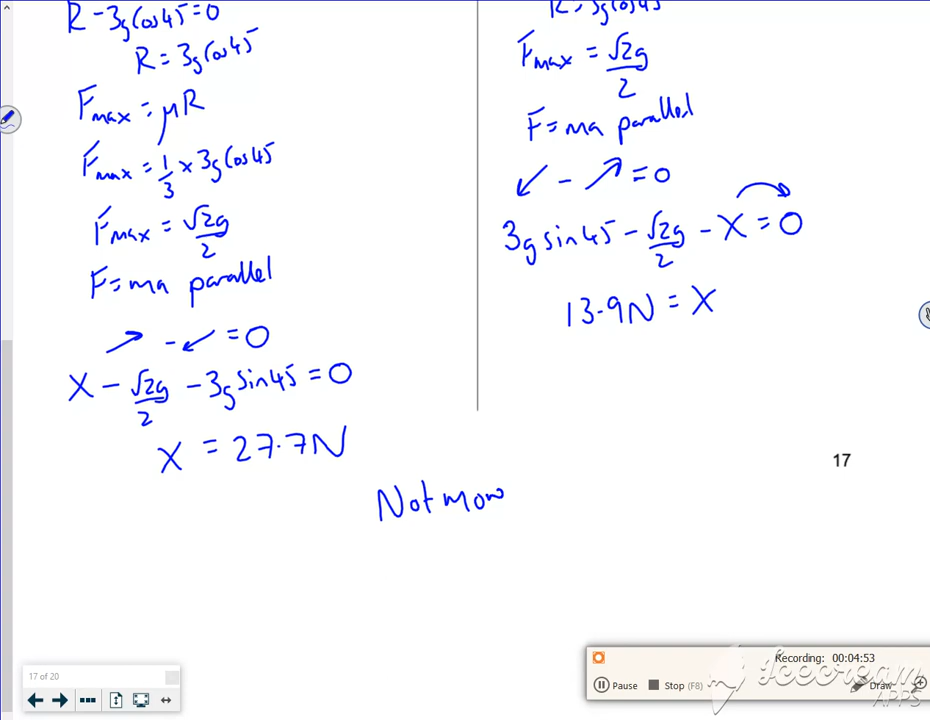 R - 3g Cos45 = 0
R = 3g Cos45
Fmax = μR
Fmax = 1/3 × 3g Cos45
Fmax = √2g/2
F = ma parallel
↗ - ↙ = 0
X - √2g/2 - 3g Sin45 = 0
X = 27.7N
R = 3g Cos45
Fmax = √2g/2
F = ma parallel
↙ - ↗ = 0
3g sin45 - √2g/2 - X = 0
13.9N = X
17
Not mov
17 of 20
Recording: 00:04:53
Pause Stop (F8) Draw
Icecream
APPS